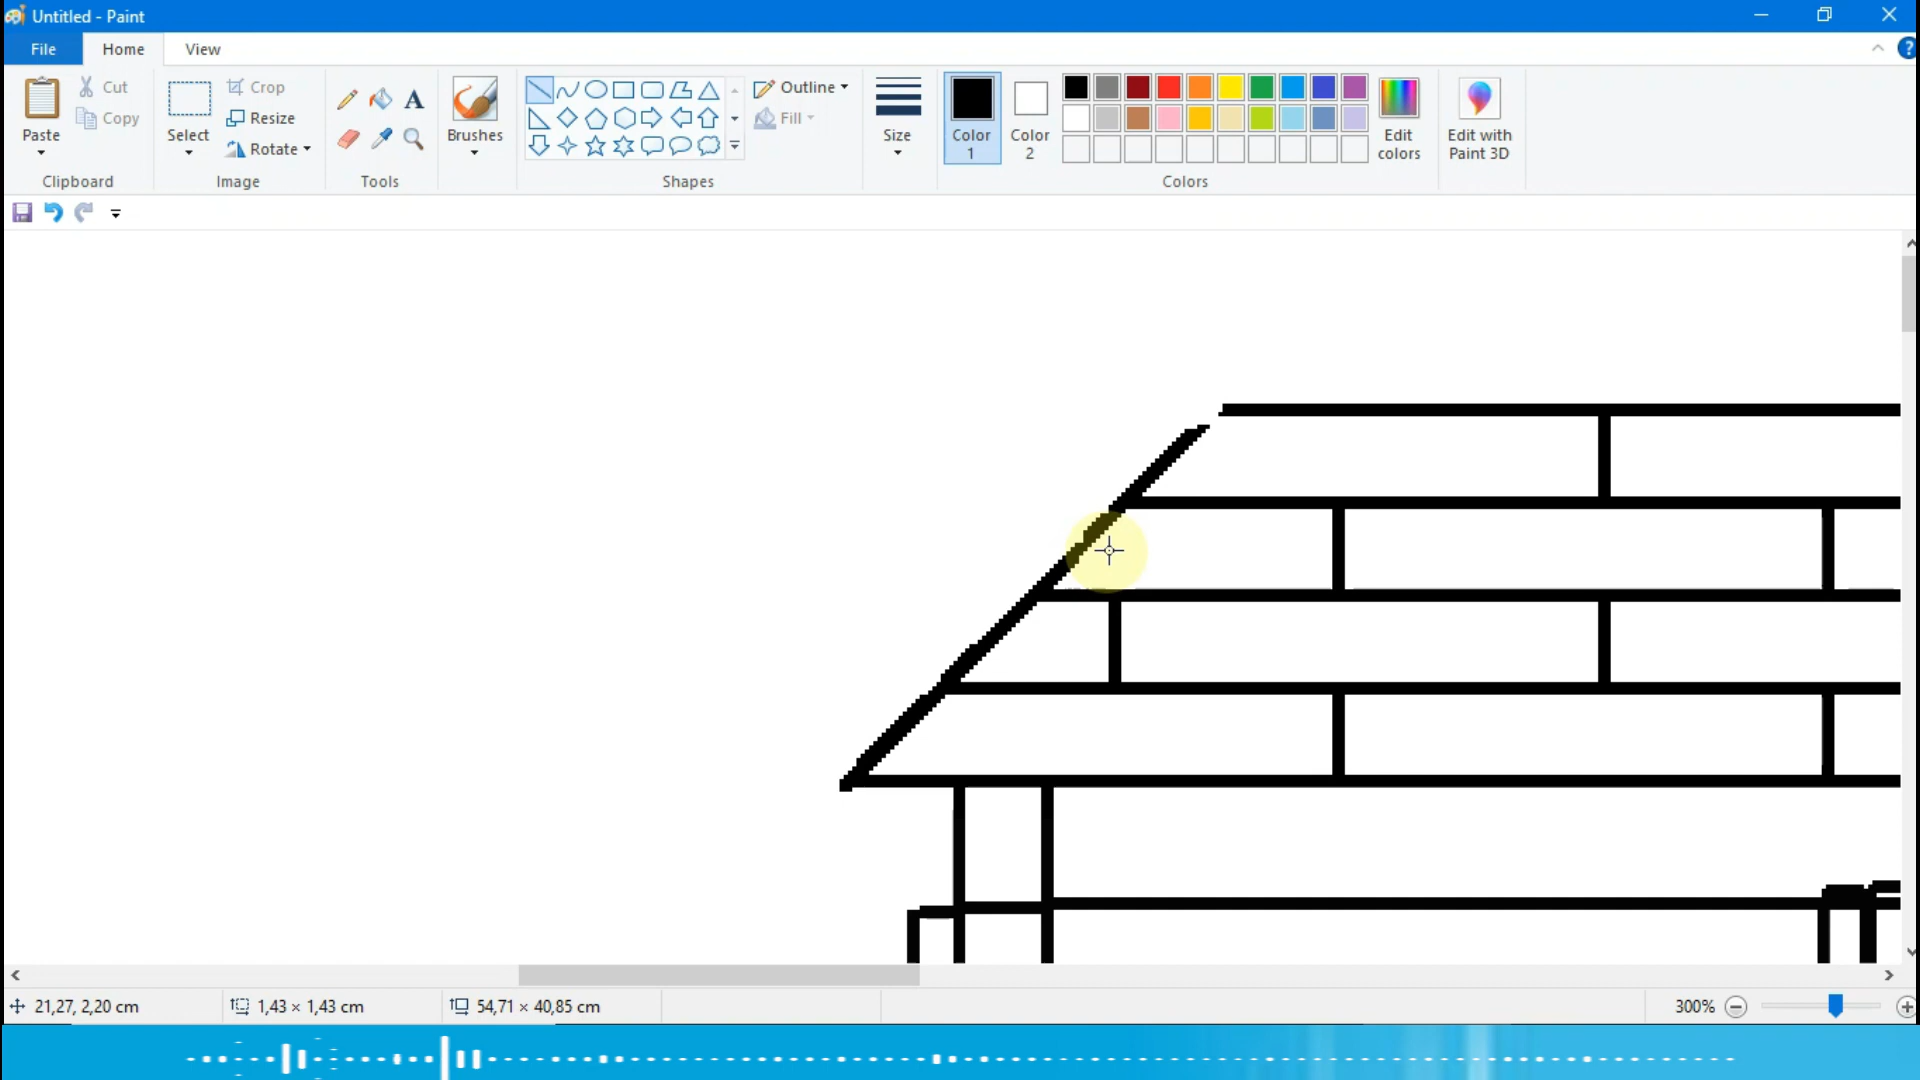 Untitled - Paint
File Home View
Paste Cut Copy Clipboard
Select Crop Resize Rotate Image
A
Tools
Brushes
Shapes
Outline Fill
Size
Color 1
Color 2
Colors
Edit colors
Edit with Paint 3D
21,27, 2,20 cm 1,43 × 1,43 cm 54,71 × 40,85 cm 300%